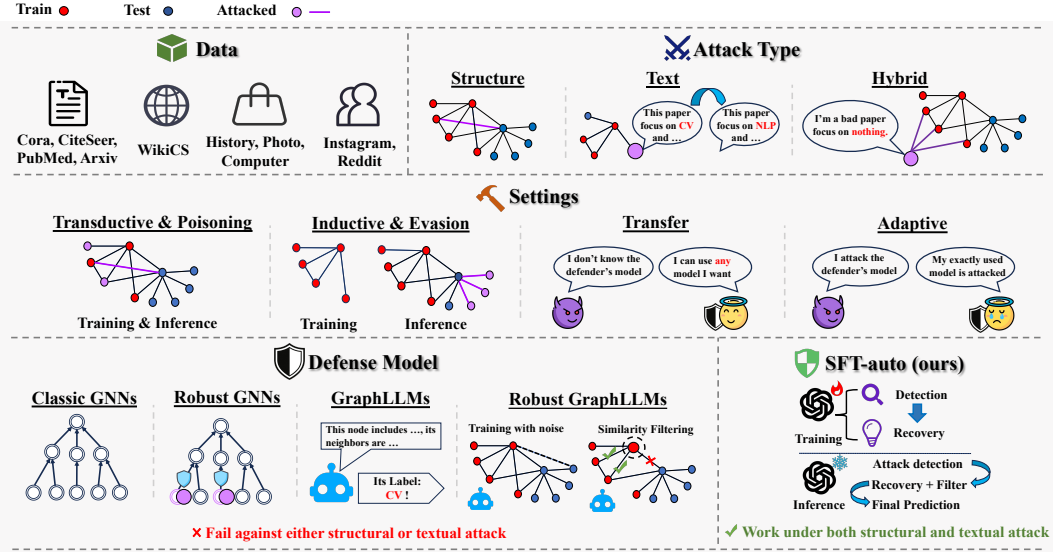 Train
Test
Attacked
Data
Cora, CiteSeer,
PubMed, Arxiv
WikiCS
History, Photo,
Computer
Instagram,
Reddit
Attack Type
Structure
Text
This paper
focus on CV
and ...
This paper
focus on NLP
and ...
Hybrid
I'm a bad paper
focus on nothing.
Settings
Transductive & Poisoning
Training & Inference
Inductive & Evasion
Training
Inference
Transfer
I don't know the
defender's model
I can use any
model I want
Adaptive
I attack the
defender's model
My exactly used
model is attacked
Defense Model
Classic GNNs
Robust GNNs
GraphLLMs
This node includes ..., its
neighbors are ...
Its Label:
CV !
Robust GraphLLMs
Training with noise
Similarity Filtering
× Fail against either structural or textual attack
SFT-auto (ours)
Training
Detection
Recovery
Inference
Attack detection
Recovery + Filter
Final Prediction
✓ Work under both structural and textual attack